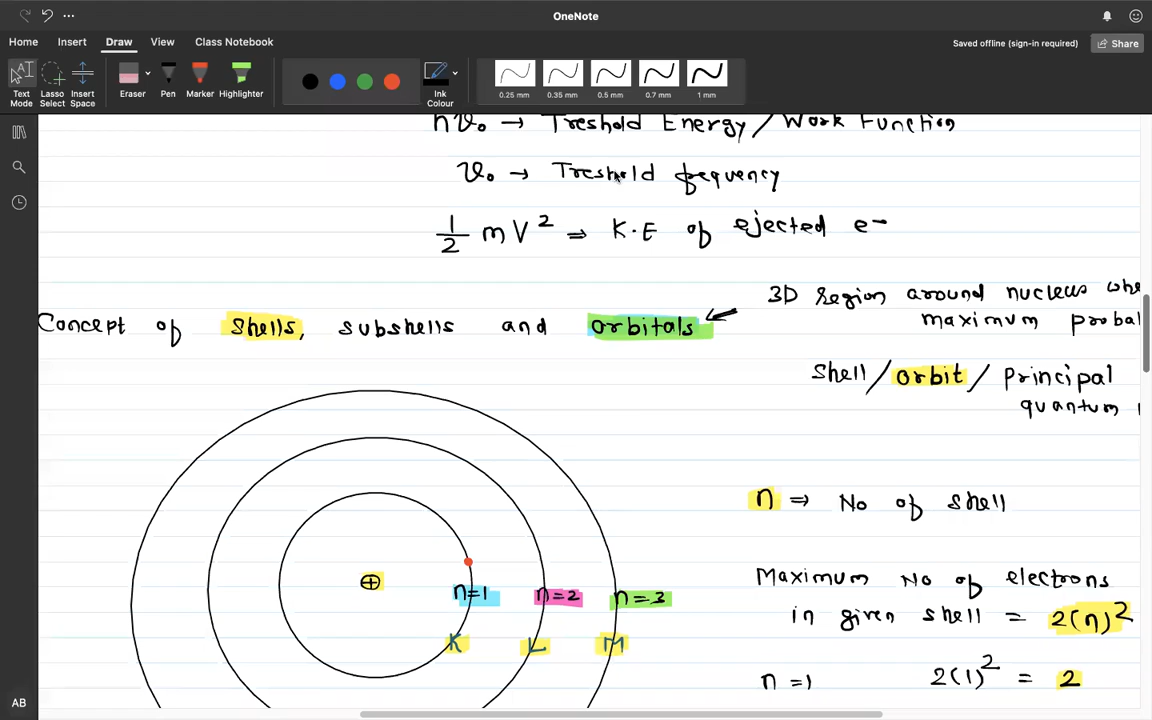 OneNote
Home Insert Draw View Class Notebook
Saved offline (sign-in required) Share
Text Mode
Lasso Select
Insert Space
Eraser
Pen
Marker
Highlighter
Ink Colour
0.25 mm 0.35 mm 0.5 mm 0.7 mm 1 mm
hν₀ → Treshold Energy/Work Function
ν₀ → Treshold frequency
1/2 mV² ⇒ K.E of ejected e⁻
3D region around nucleus whe
maximum probal
Concept of Shells, subshells and orbitals
Shell/orbit/principal
quantum
n ⇒ No of shell
Maximum No of electrons
in given shell = 2(n)²
n=1 n=2 n=3
K L M
n=1 2(1)² = 2
AB